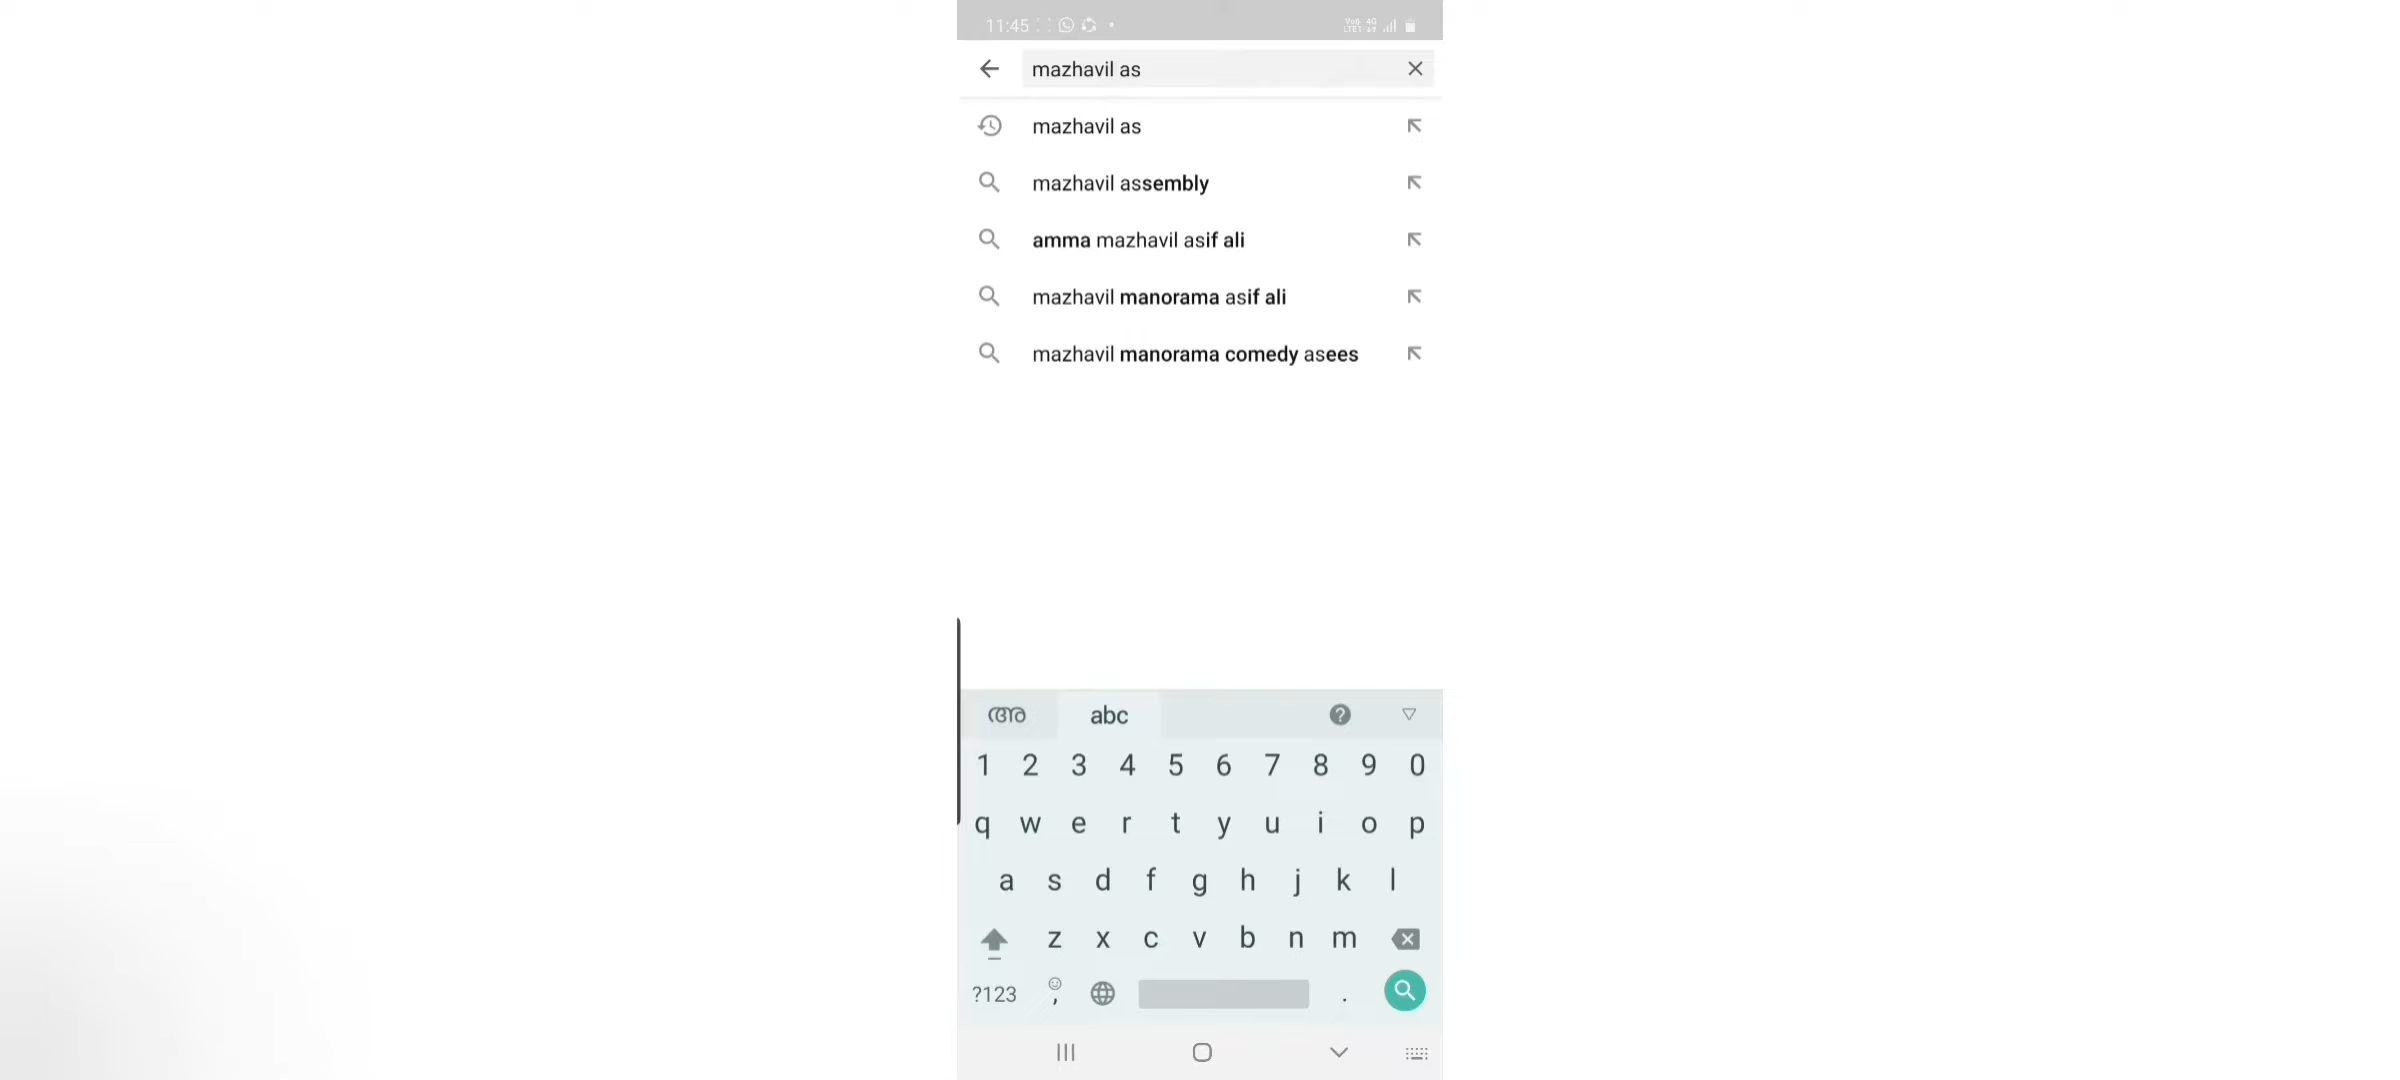 11:45
mazhavil as
mazhavil as
mazhavil assembly
amma mazhavil asif ali
mazhavil manorama asif ali
mazhavil manorama comedy asees
അ abc ?
1 2 3 4 5 6 7 8 9 0
q w e r t y u i o p
a s d f g h j k l
z x c v b n m
?123 , .